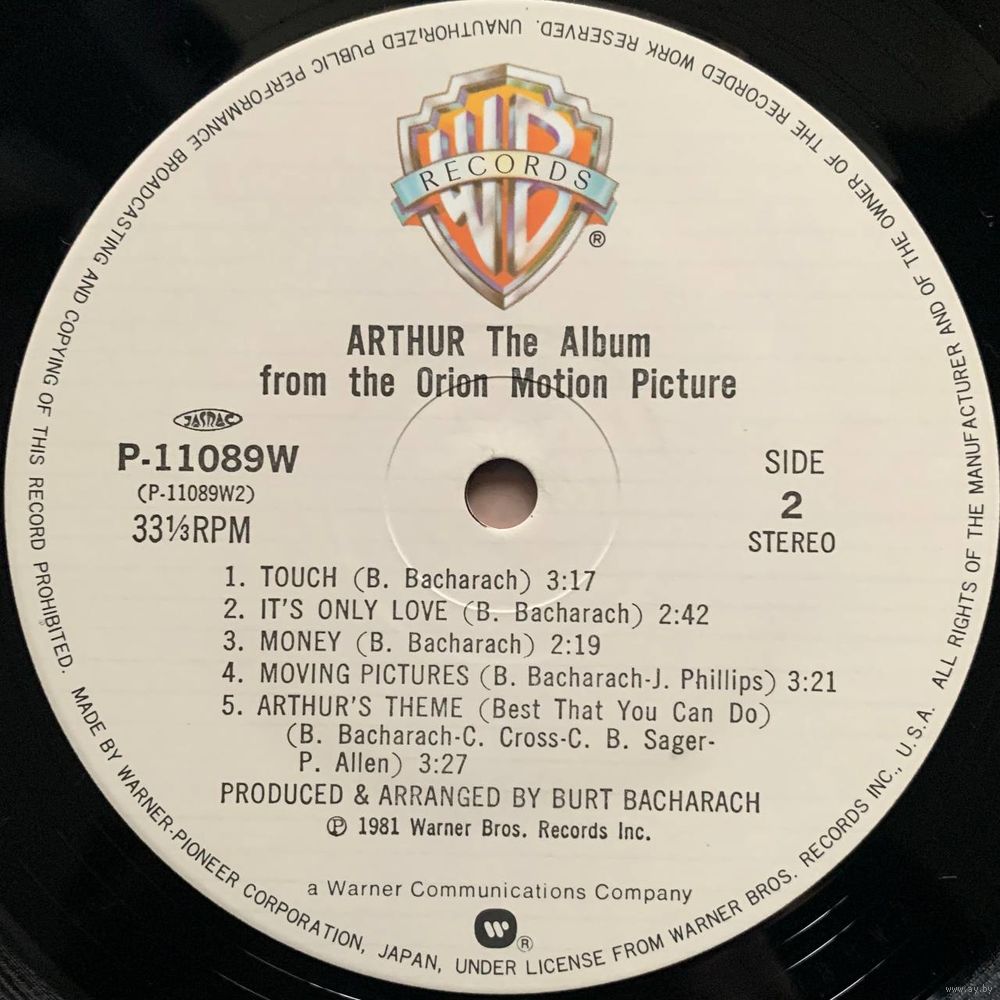 WB
RECORDS
®
ARTHUR The Album
from the Orion Motion Picture
JASRAC
P-11089W
(P-11089W2)
33⅓RPM
SIDE
2
STEREO
1. TOUCH (B. Bacharach) 3:17
2. IT'S ONLY LOVE (B. Bacharach) 2:42
3. MONEY (B. Bacharach) 2:19
4. MOVING PICTURES (B. Bacharach-J. Phillips) 3:21
5. ARTHUR'S THEME (Best That You Can Do)
(B. Bacharach-C. Cross-C. B. Sager-
P. Allen) 3:27
PRODUCED & ARRANGED BY BURT BACHARACH
℗ 1981 Warner Bros. Records Inc.
a Warner Communications Company
®
MADE BY WARNER-PIONEER CORPORATION, JAPAN, UNDER LICENSE FROM WARNER BROS. RECORDS INC., U.S.A. ALL RIGHTS OF THE MANUFACTURER AND OF THE OWNER OF THE RECORDED WORK RESERVED. UNAUTHORIZED PUBLIC PERFORMANCE BROADCASTING AND COPYING OF THIS RECORD PROHIBITED.
www.ay.by